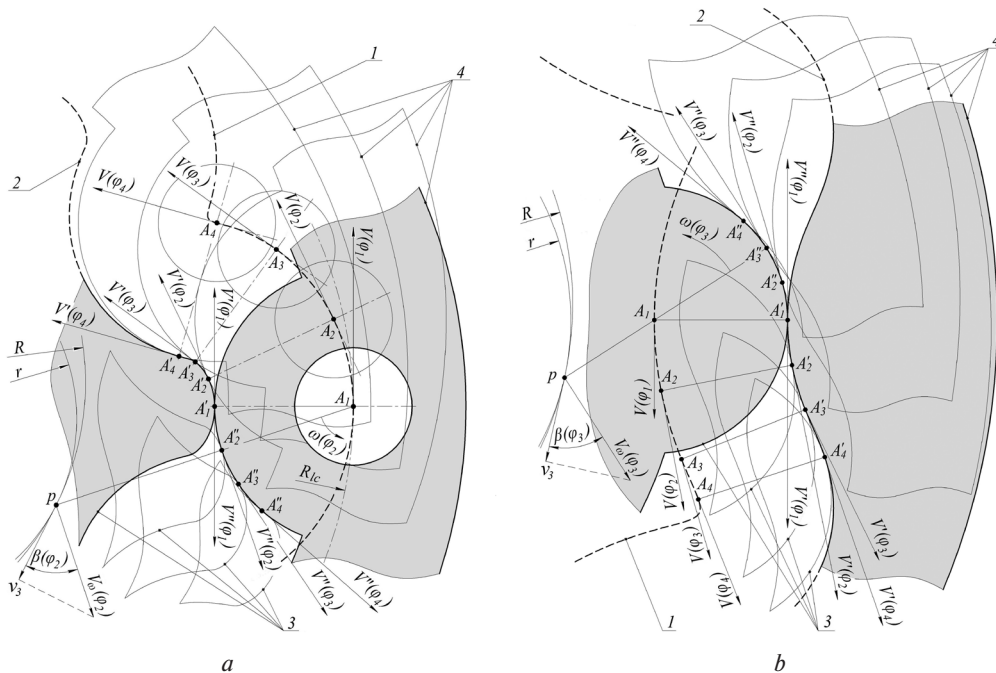 1
2
4
V(φ4)
V(φ3)
V(φ2)
V(φ1)
A4
A3
A2
A1
V'(φ4)
V'(φ3)
V'(φ2)
V'(φ1)
A'4
A'3
A'2
A'1
R
r
ω(φ2)
Rlc
A''2
A''3
A''4
p
β(φ2)
v3
Vω(φ2)
V''(φ1)
V''(φ2)
V''(φ3)
V''(φ4)
3
a
2
4
V''(φ3)
V''(φ4)
V''(φ2)
V''(φ1)
R
r
ω(φ3)
A''4
A''3
A''2
A1
A'1
A2
A'2
p
V(φ1)
β(φ3)
v3
Vω(φ3)
A'3
A3
A'4
A4
V(φ2)
V(φ3)
V(φ4)
V'(φ1)
V'(φ2)
V'(φ3)
V'(φ4)
1
3
b